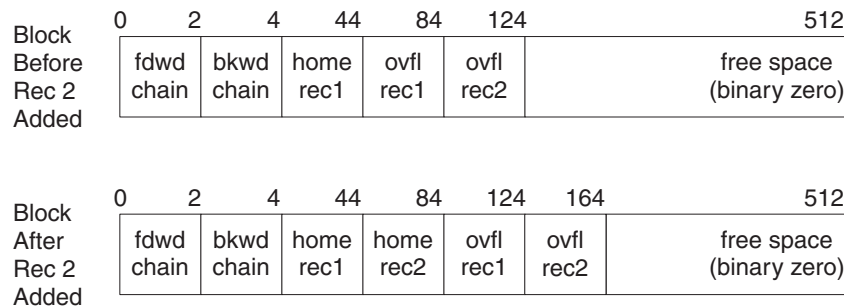 0 2 4 44 84 124 512
Block
Before
Rec 2
Added
fdwd bkwd home ovfl ovfl free space
chain chain rec1 rec1 rec2 (binary zero)
0 2 4 44 84 124 164 512
Block
After
Rec 2
Added
fdwd bkwd home home ovfl ovfl free space
chain chain rec1 rec2 rec1 rec2 (binary zero)